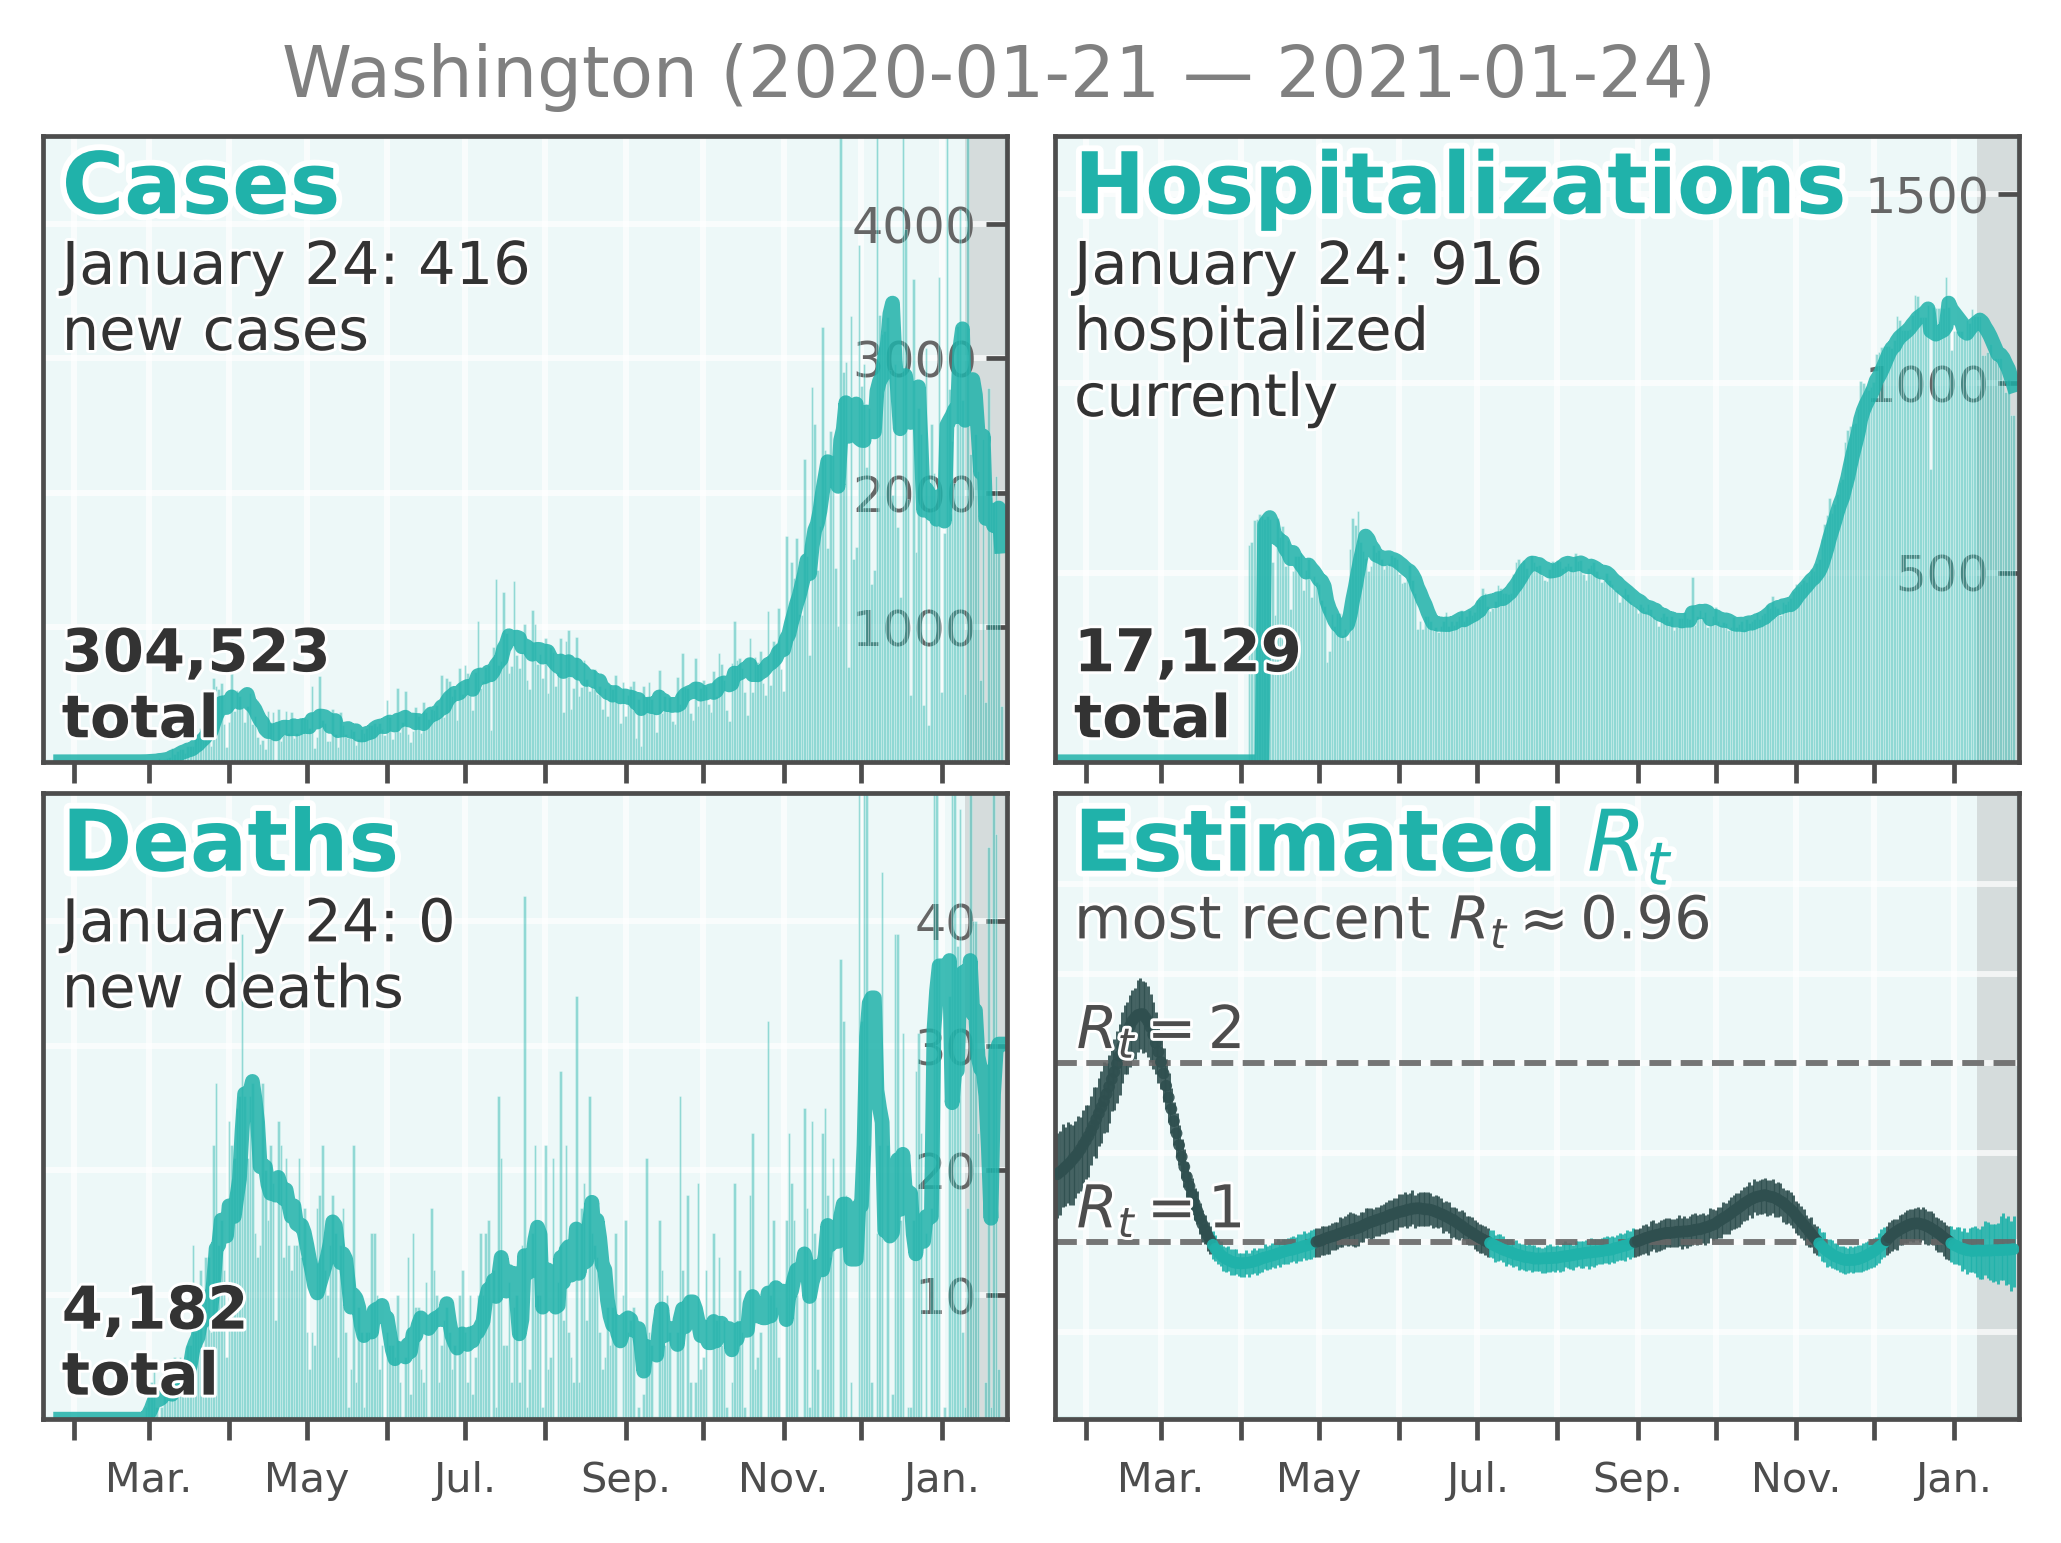 Washington (2020-01-21 — 2021-01-24)
Cases
January 24: 416
new cases
304,523
total
4000
3000
2000
1000
Hospitalizations
January 24: 916
hospitalized
currently
17,129
total
1500
1000
500
Deaths
January 24: 0
new deaths
4,182
total
40
30
20
10
Mar. May Jul. Sep. Nov. Jan.
Estimated Rt
most recent Rt ≈ 0.96
Rt = 2
Rt = 1
Mar. May Jul. Sep. Nov. Jan.